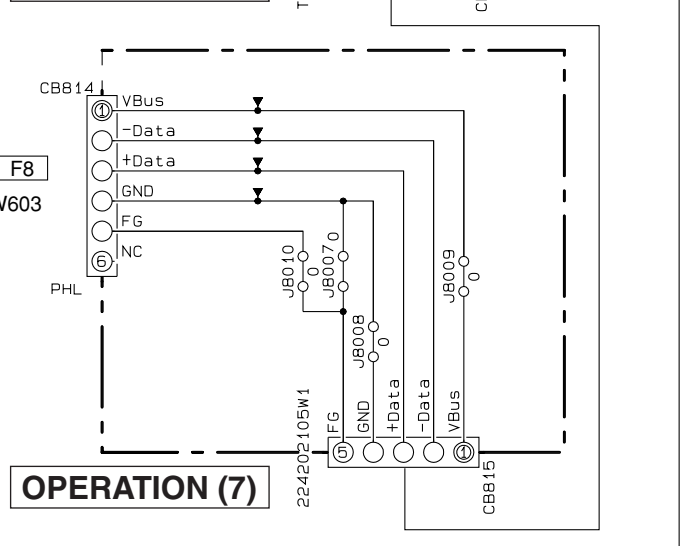 CB814
1
VBus
-Data
+Data
F8
GND
W603
FG
NC
6
PHL
J8010
0
J8007
0
J8009
0
J8008
0
224202105W1
FG
GND
+Data
-Data
VBus
5
1
CB815
OPERATION (7)